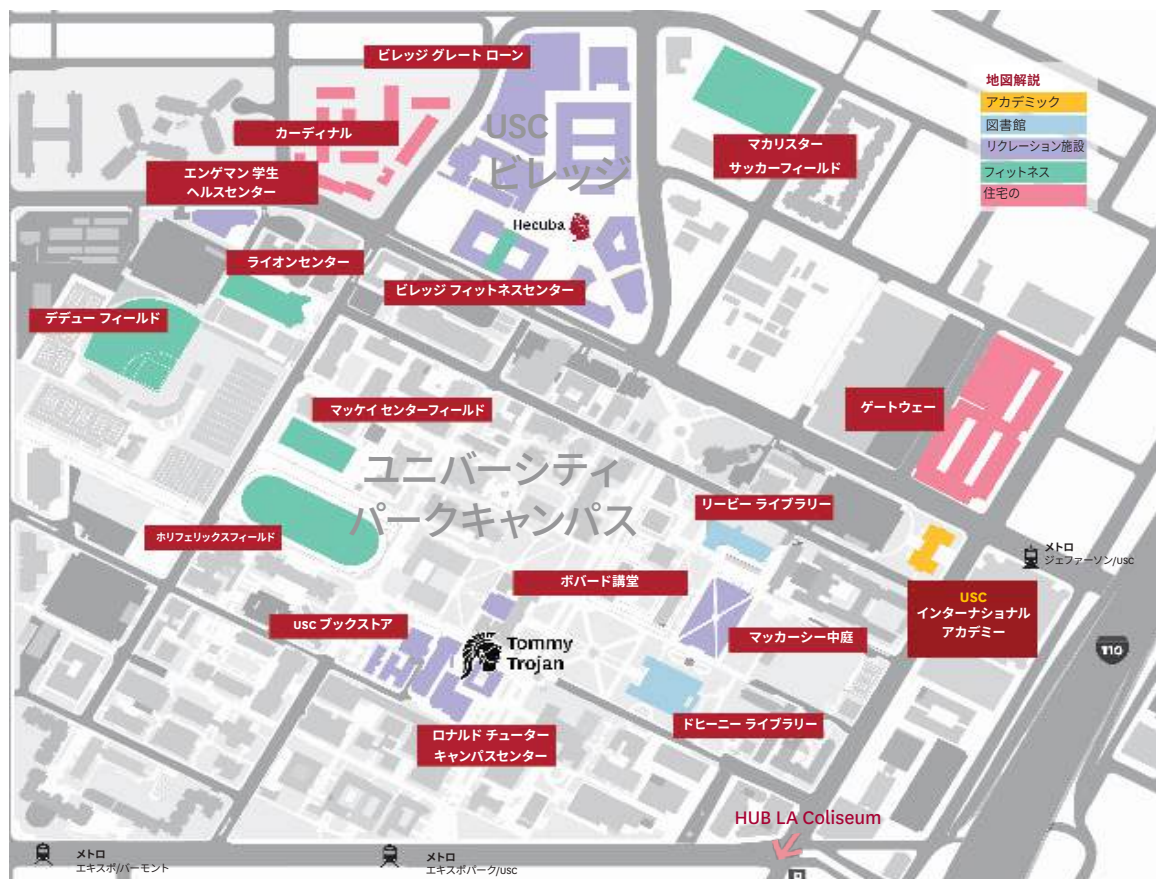 ビレッジ グレート ローン
地図解説
アカデミック
図書館
リクレーション施設
フィットネス
住宅の
カーディナル
USC
ビレッジ
マカリスター
サッカーフィールド
エンゲマン 学生
ヘルスセンター
Hecuba
ライオンセンター
ビレッジ フィットネスセンター
デデュー フィールド
マッケイ センターフィールド
ゲートウェー
ユニバーシティ
パークキャンパス
リービー ライブラリー
ホリフェリックスフィールド
メトロ
ジェファーソン/USC
ボバード講堂
USC
インターナショナル
アカデミー
USC ブックストア
マッカーシー中庭
Tommy
Trojan
110
ドヒーニー ライブラリー
ロナルド チューター
キャンパスセンター
HUB LA Coliseum
メトロ
エキスポ/バーモント
メトロ
エキスポパーク/USC